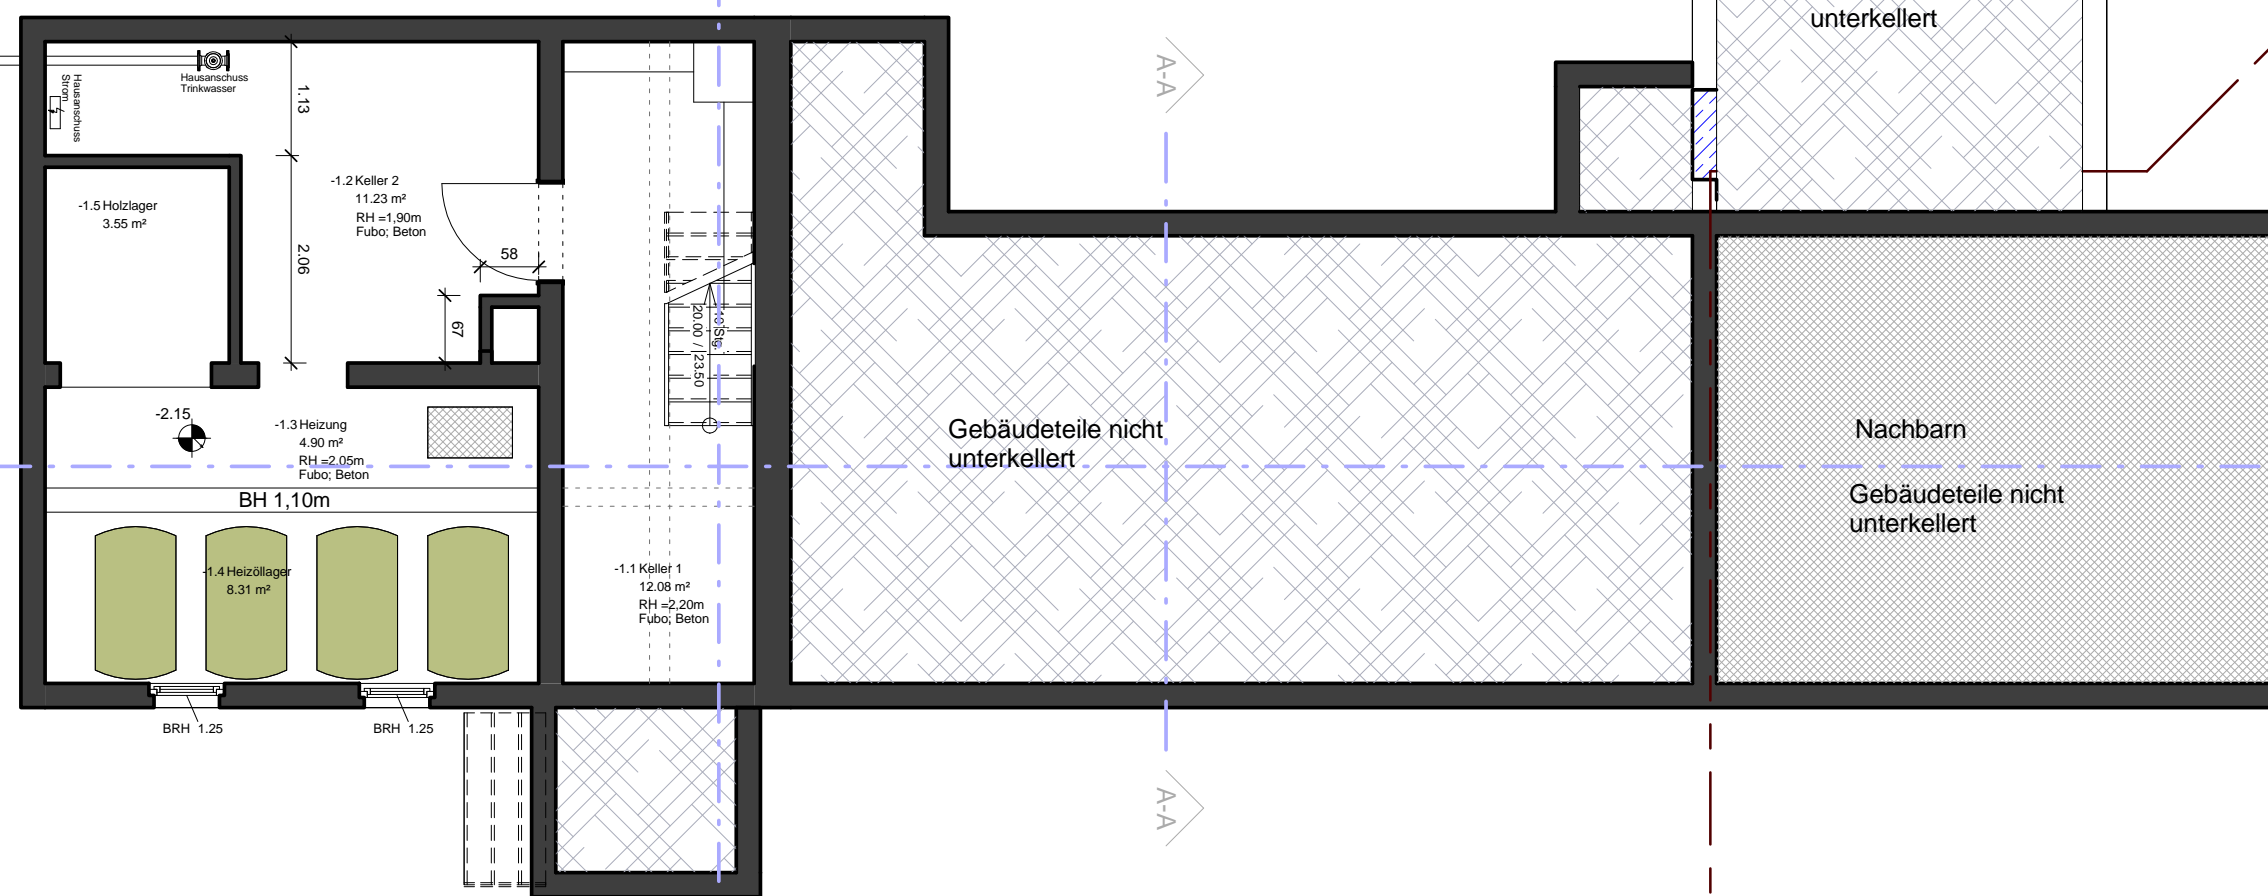 unterkellert
A-A
Hausanschuss
Trinkwasser
Hausanschuss
Strom
1.13
-1.2 Keller 2
11.23 m²
RH =1,90m
Fubo; Beton
-1.5 Holzlager
3.55 m²
2.06
58
67
20.00 / 23.50
-2.15
-1.3 Heizung
4.90 m²
RH =2,05m
Fubo; Beton
BH 1,10m
Gebäudeteile nicht
unterkellert
Nachbarn
Gebäudeteile nicht
unterkellert
-1.4 Heizöllager
8.31 m²
-1.1 Keller 1
12.08 m²
RH =2,20m
Fubo; Beton
BRH 1.25
BRH 1.25
A-A